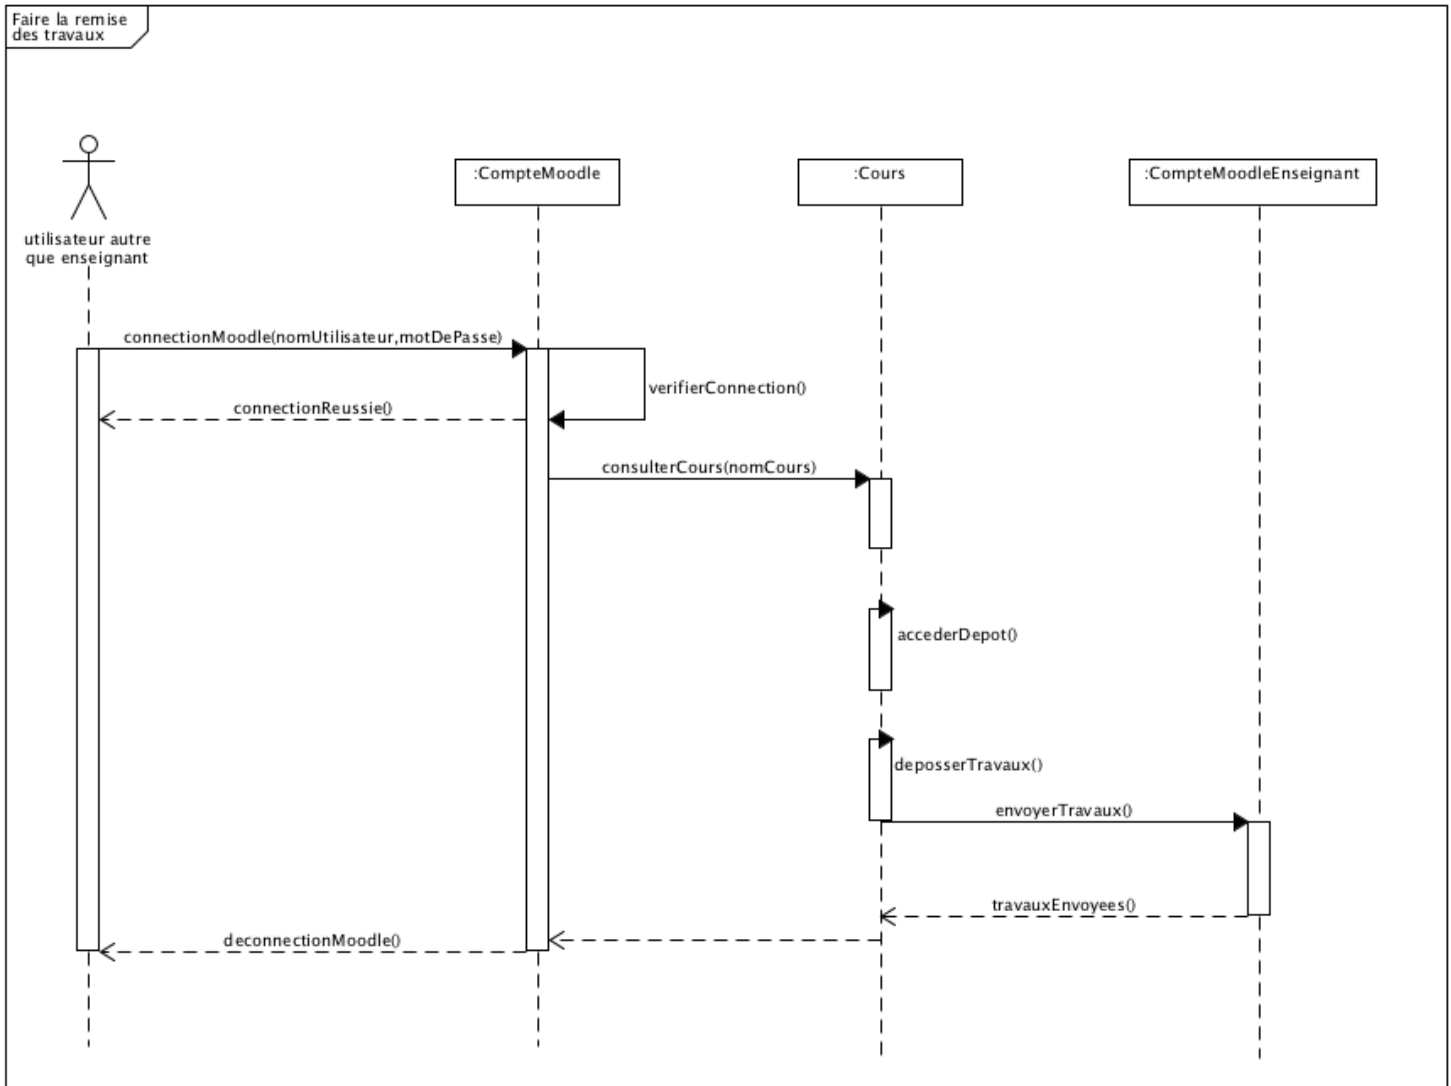 Faire la remise
des travaux
:CompteMoodle
:Cours
:CompteMoodleEnseignant
utilisateur autre
que enseignant
connectionMoodle(nomUtilisateur,motDePasse)
verifierConnection()
connectionReussie()
consulterCours(nomCours)
accederDepot()
deposserTravaux()
envoyerTravaux()
travauxEnvoyees()
deconnectionMoodle()